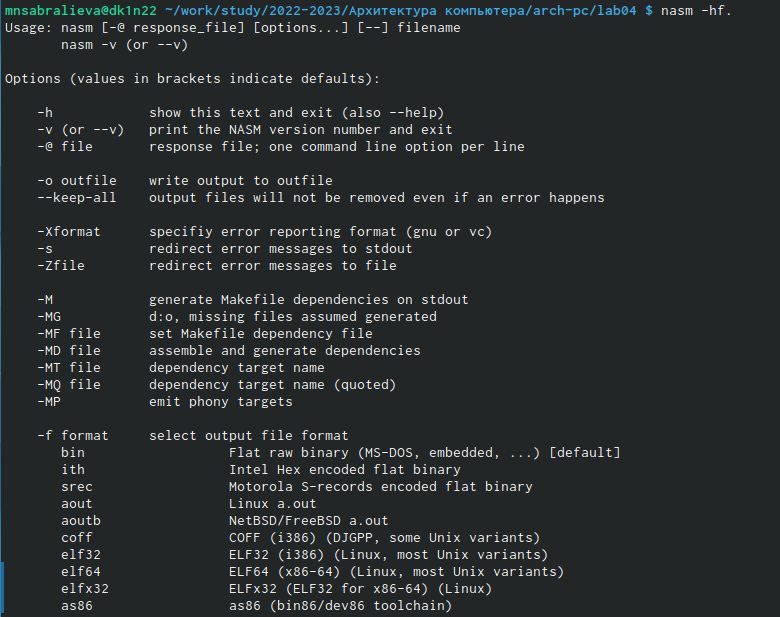 mnsabralieva@dk1n22 ~/work/study/2022-2023/Архитектура компьютера/arch-pc/lab04 $ nasm -hf.
Usage: nasm [-@ response_file] [options...] [--] filename
       nasm -v (or --v)

Options (values in brackets indicate defaults):

    -h            show this text and exit (also --help)
    -v (or --v)   print the NASM version number and exit
    -@ file       response file; one command line option per line

    -o outfile    write output to outfile
    --keep-all    output files will not be removed even if an error happens

    -Xformat      specifiy error reporting format (gnu or vc)
    -s            redirect error messages to stdout
    -Zfile        redirect error messages to file

    -M            generate Makefile dependencies on stdout
    -MG           d:o, missing files assumed generated
    -MF file      set Makefile dependency file
    -MD file      assemble and generate dependencies
    -MT file      dependency target name
    -MQ file      dependency target name (quoted)
    -MP           emit phony targets

    -f format     select output file format
       bin                  Flat raw binary (MS-DOS, embedded, ...) [default]
       ith                  Intel Hex encoded flat binary
       srec                 Motorola S-records encoded flat binary
       aout                 Linux a.out
       aoutb                NetBSD/FreeBSD a.out
       coff                 COFF (i386) (DJGPP, some Unix variants)
       elf32                ELF32 (i386) (Linux, most Unix variants)
       elf64                ELF64 (x86-64) (Linux, most Unix variants)
       elfx32               ELFx32 (ELF32 for x86-64) (Linux)
       as86                 as86 (bin86/dev86 toolchain)